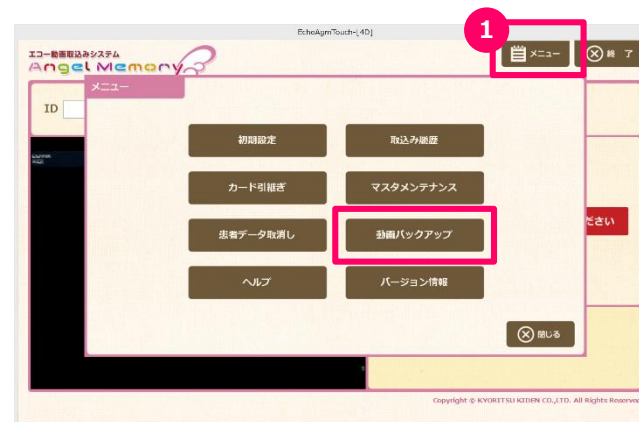 EchoAgmTouch-[4D]
1
エコー動画取込みシステム
Angel Memory
メニュー
終 了
メニュー
ID
初期設定
取込み履歴
カード引継ぎ
マスタメンテナンス
患者データ取消し
動画バックアップ
ださい
ヘルプ
バージョン情報
閉じる
Copyright © KYORITSU KIDEN CO.,LTD. All Rights Reserved